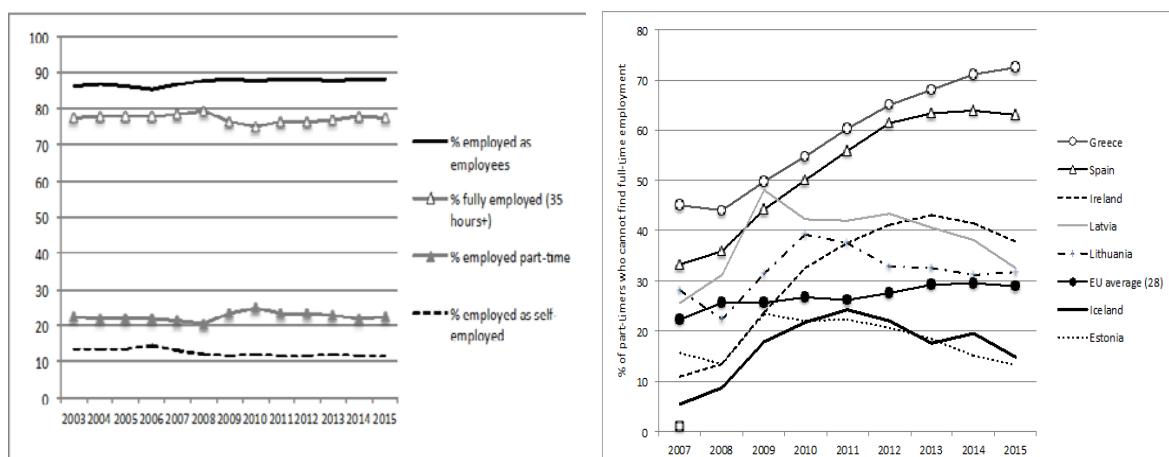 100
90
80
70
60
50
40
30
20
10
0
2003 2004 2005 2006 2007 2008 2009 2010 2011 2012 2013 2014 2015
% employed as
employees
% fully employed (35
hours+)
% employed part-time
% employed as self-
employed
80
70
60
50
40
30
20
10
0
% of part-timers who cannot find full-time employment
2007 2008 2009 2010 2011 2012 2013 2014 2015
Greece
Spain
Ireland
Latvia
Lithuania
EU average (28)
Iceland
Estonia